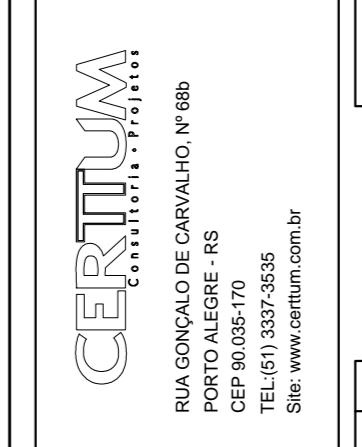 CERTTUM
Consultoria • Projetos
RUA GONÇALO DE CARVALHO, Nº 68b
PORTO ALEGRE - RS
CEP 90.035-170
TEL:(51) 3337-3535
Site: www.certtum.com.br